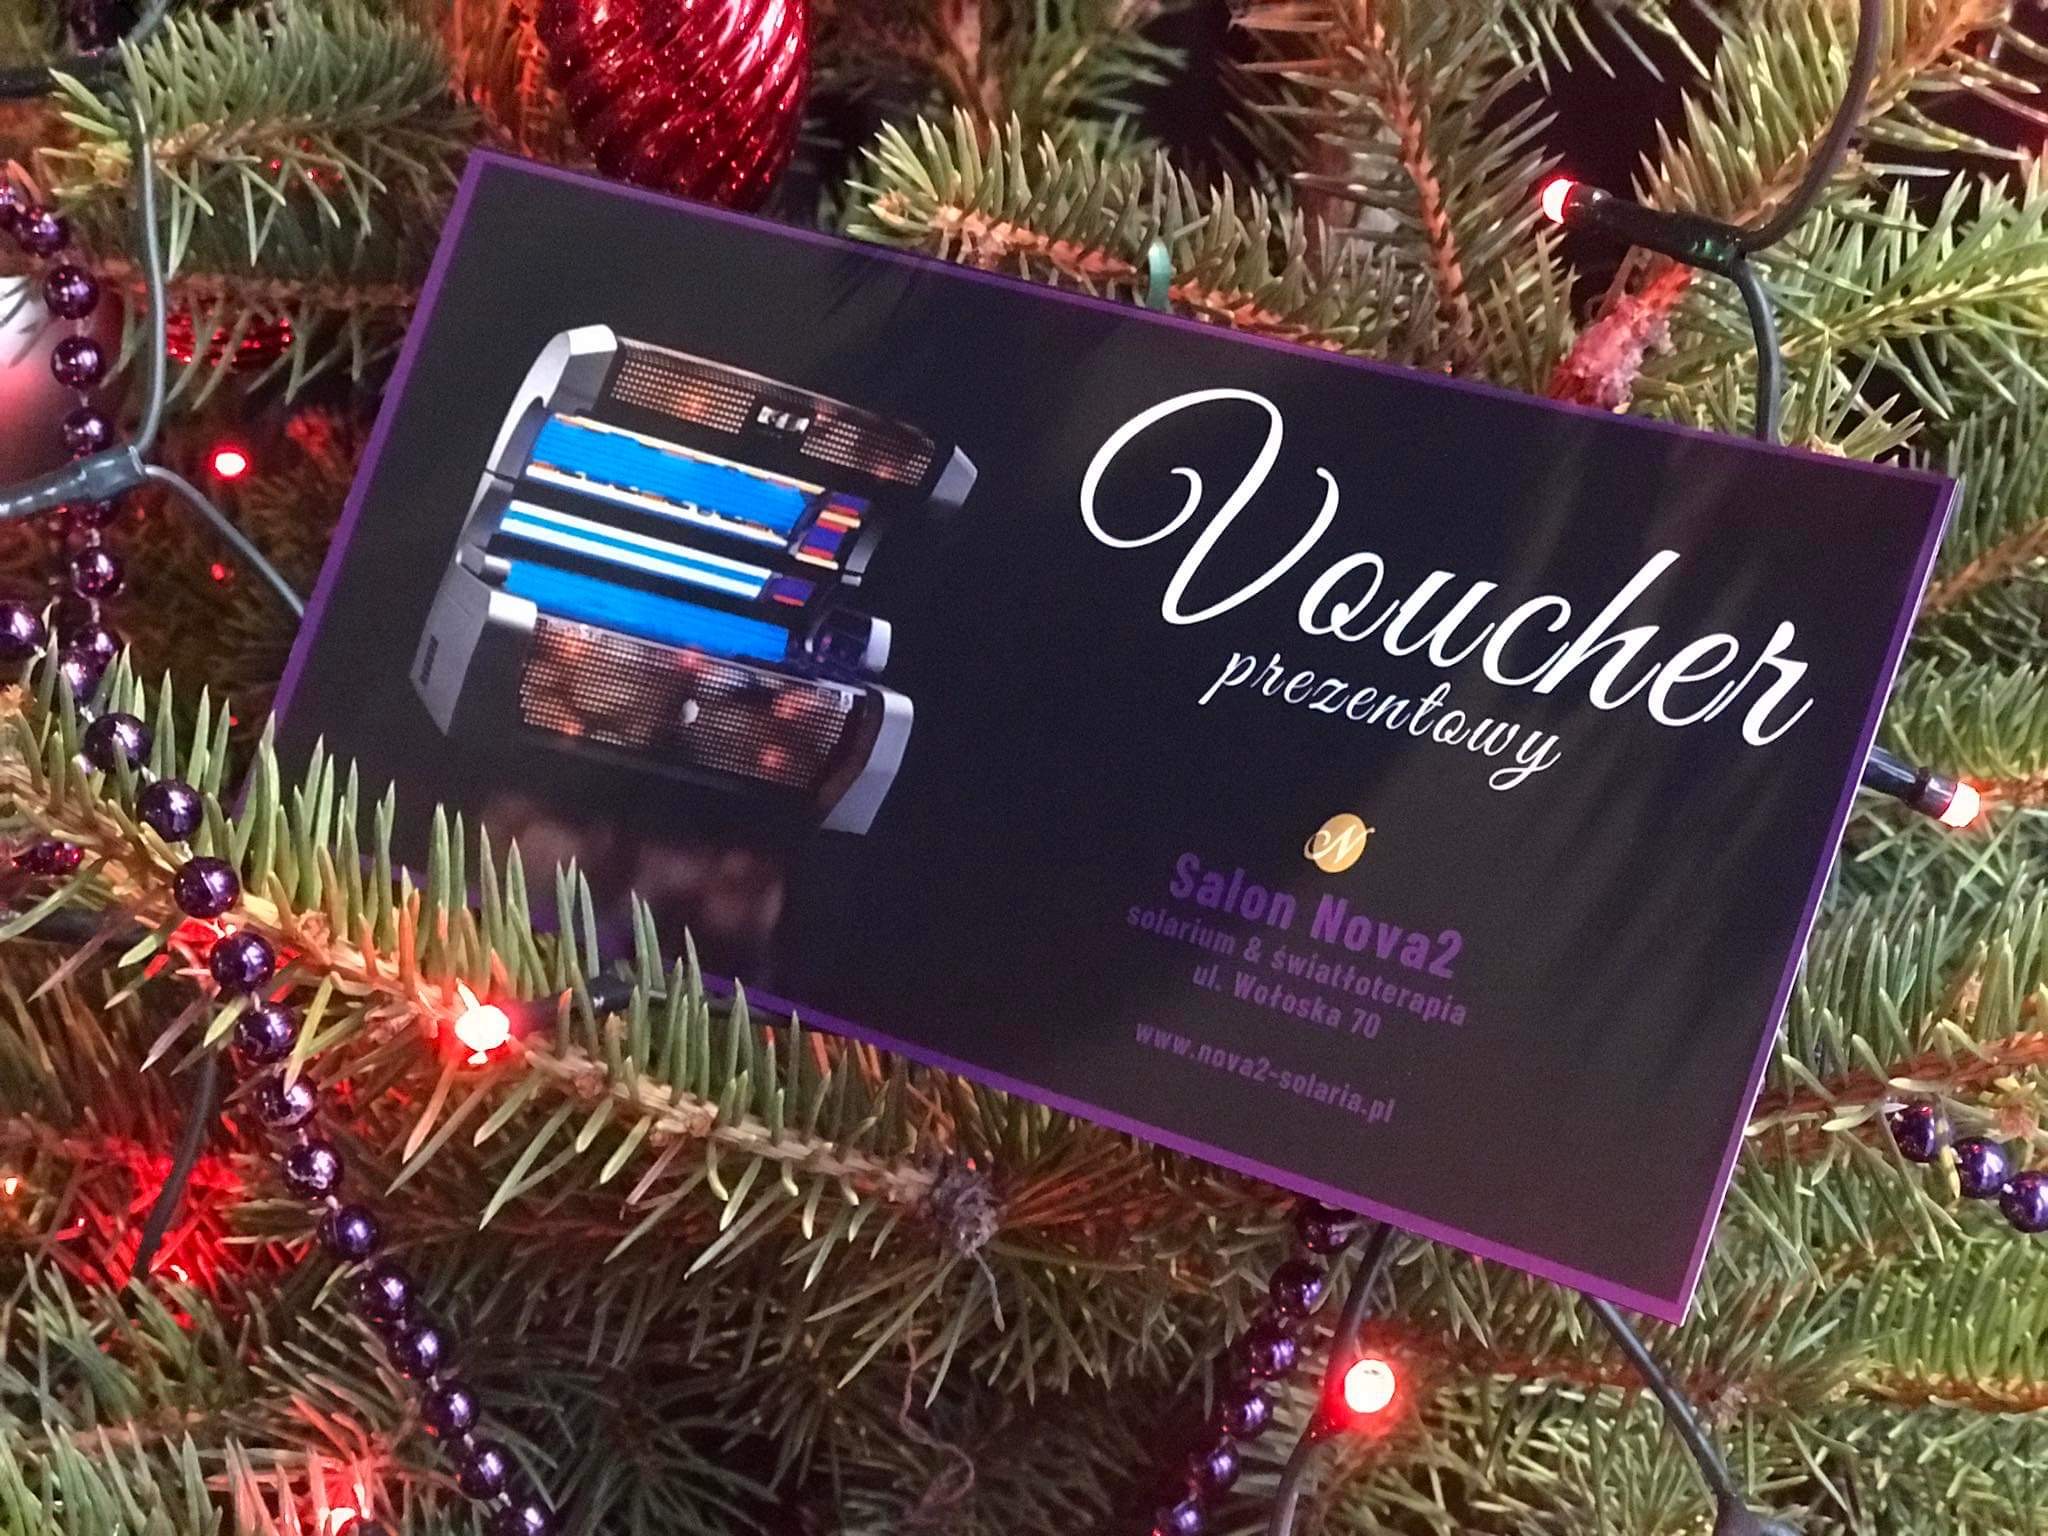 Voucher
prezentowy
N
Salon Nova2
solarium & światłoterapia
ul. Wołoska 70
www.nova2-solaria.pl